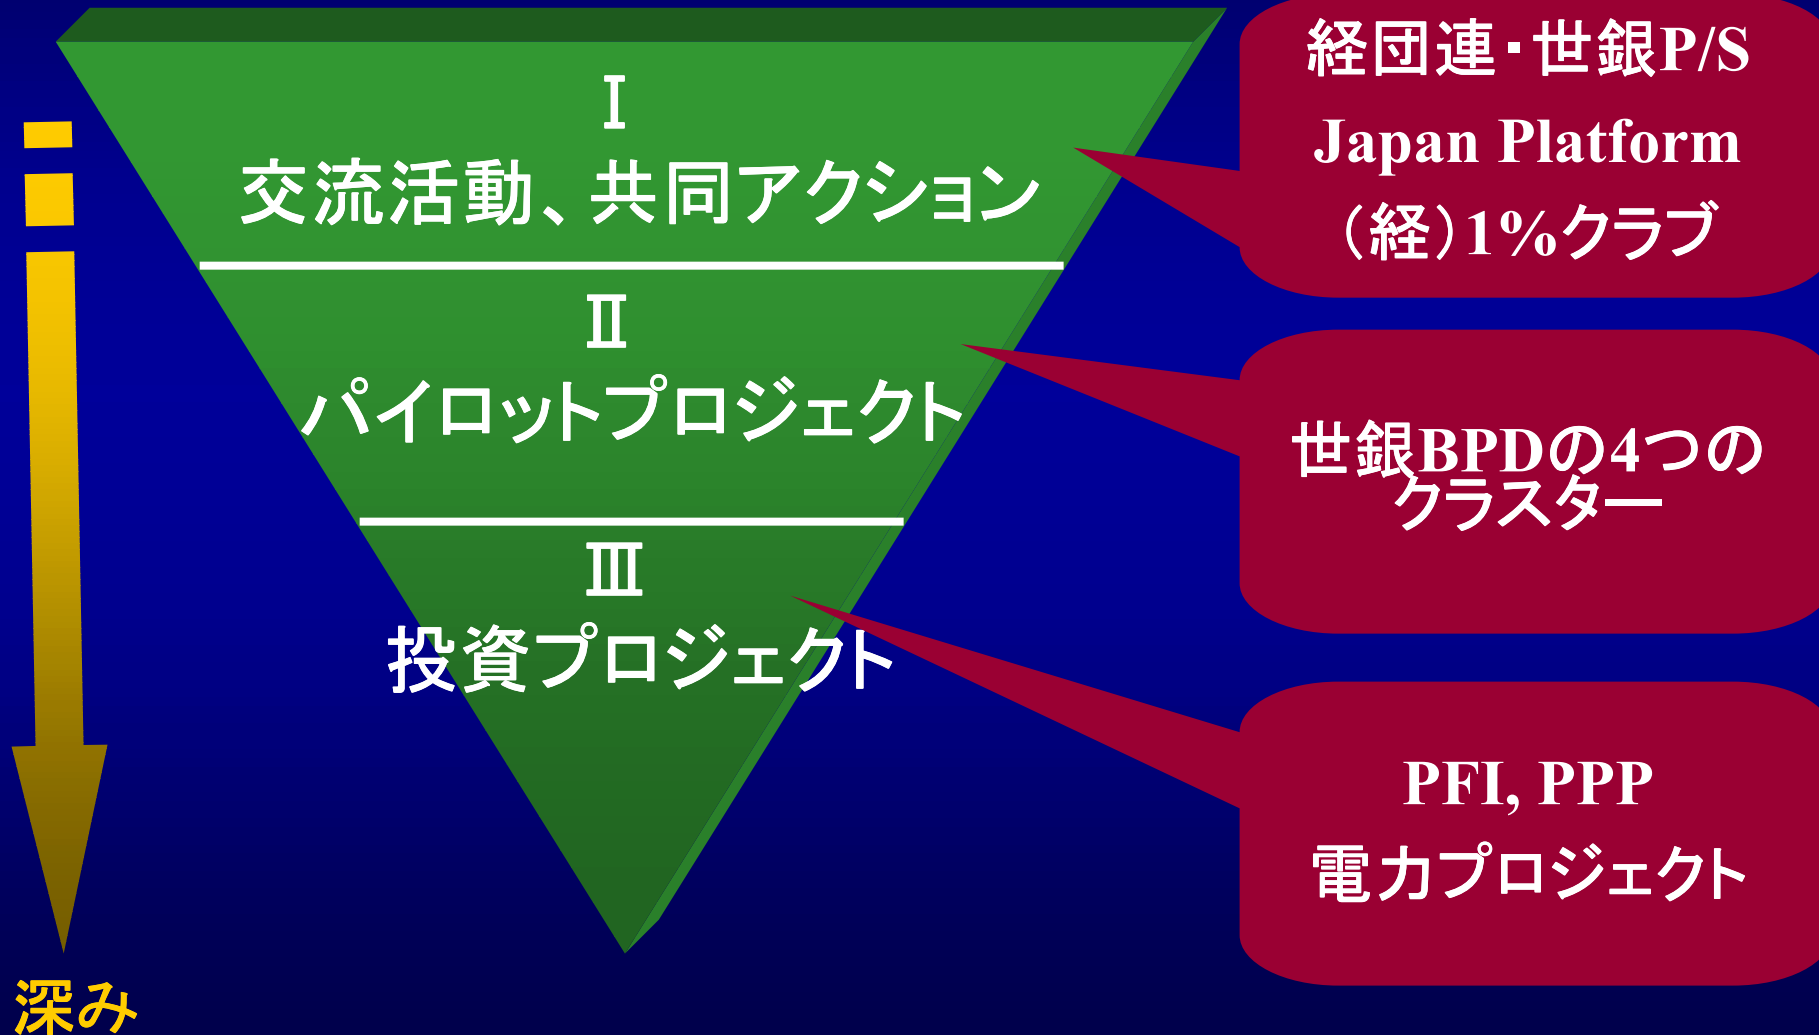 Ⅰ
交流活動、共同アクション
Ⅱ
パイロットプロジェクト
Ⅲ
投資プロジェクト
深み
経団連・世銀P/S
Japan Platform
（経）1%クラブ
世銀BPDの4つの
クラスター
PFI, PPP
電力プロジェクト